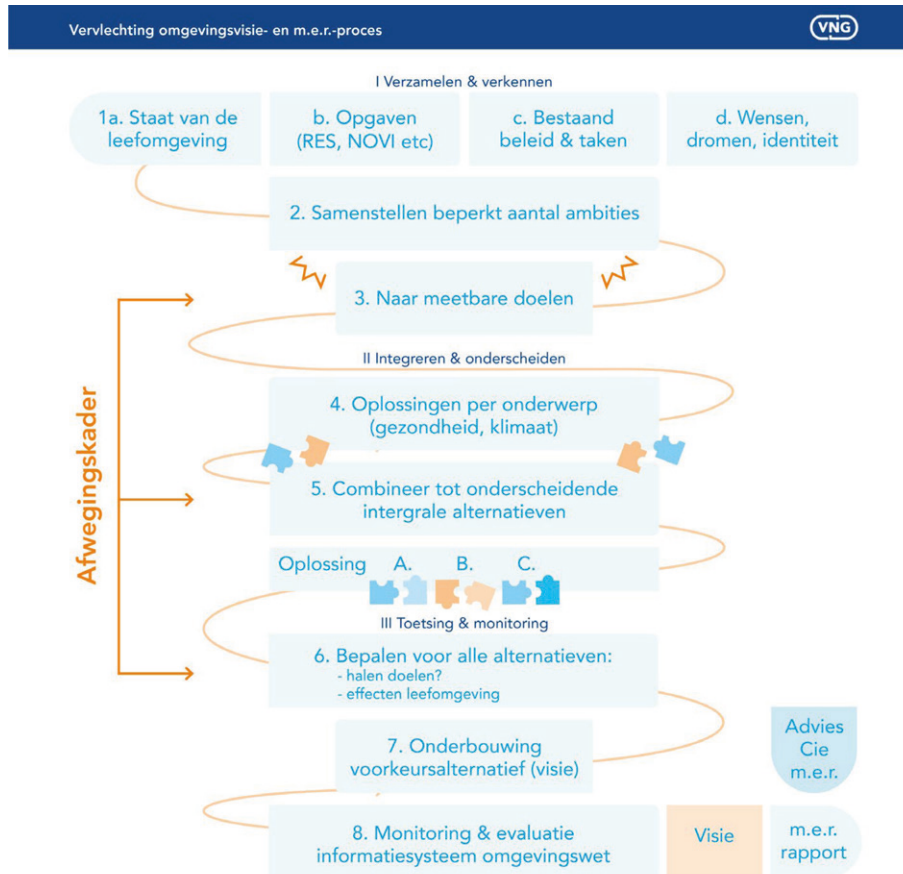 Vervlechting omgevingsvisie- en m.e.r.-proces
VNG
I Verzamelen & verkennen
1a. Staat van de
leefomgeving
b. Opgaven
(RES, NOVI etc)
c. Bestaand
beleid & taken
d. Wensen,
dromen, identiteit
2. Samenstellen beperkt aantal ambities
3. Naar meetbare doelen
Afwegingskader
II Integreren & onderscheiden
4. Oplossingen per onderwerp
(gezondheid, klimaat)
5. Combineer tot onderscheidende
intergrale alternatieven
Oplossing A. B. C.
III Toetsing & monitoring
6. Bepalen voor alle alternatieven:
- halen doelen?
- effecten leefomgeving
7. Onderbouwing
voorkeursalternatief (visie)
Advies
Cie
m.e.r.
8. Monitoring & evaluatie
informatiesysteem omgevingswet
Visie
m.e.r.
rapport